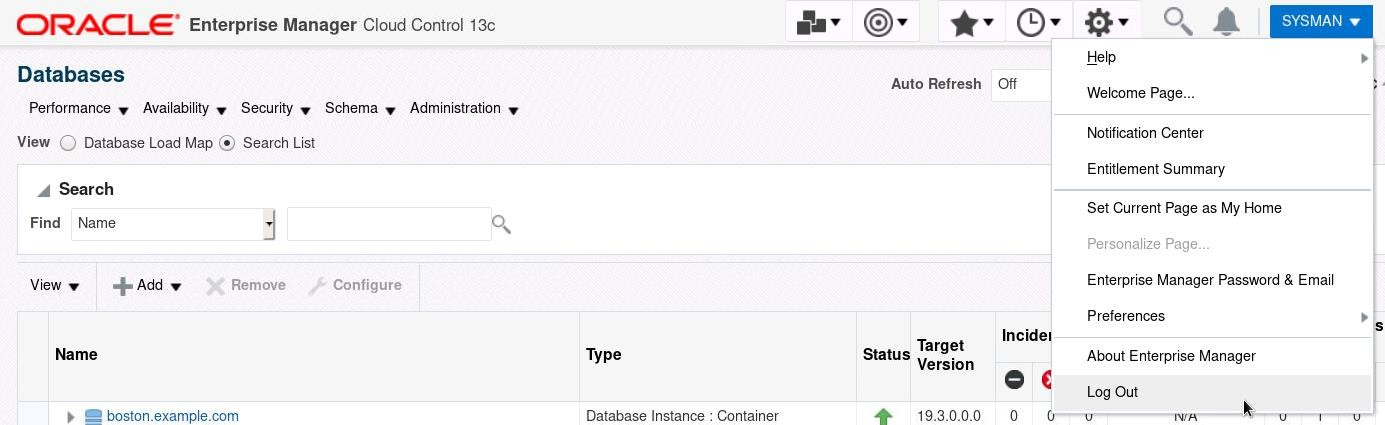 ORACLE Enterprise Manager Cloud Control 13c SYSMAN
Databases
Auto Refresh Off
Performance Availability Security Schema Administration
View Database Load Map Search List
Search
Find Name
View Add Remove Configure
Name Type Status Target Version
boston.example.com Database Instance : Container 19.3.0.0.0 0 0 0 N/A 0 1 0
Help
Welcome Page...
Notification Center
Entitlement Summary
Set Current Page as My Home
Personalize Page...
Enterprise Manager Password & Email
Preferences
About Enterprise Manager
Log Out